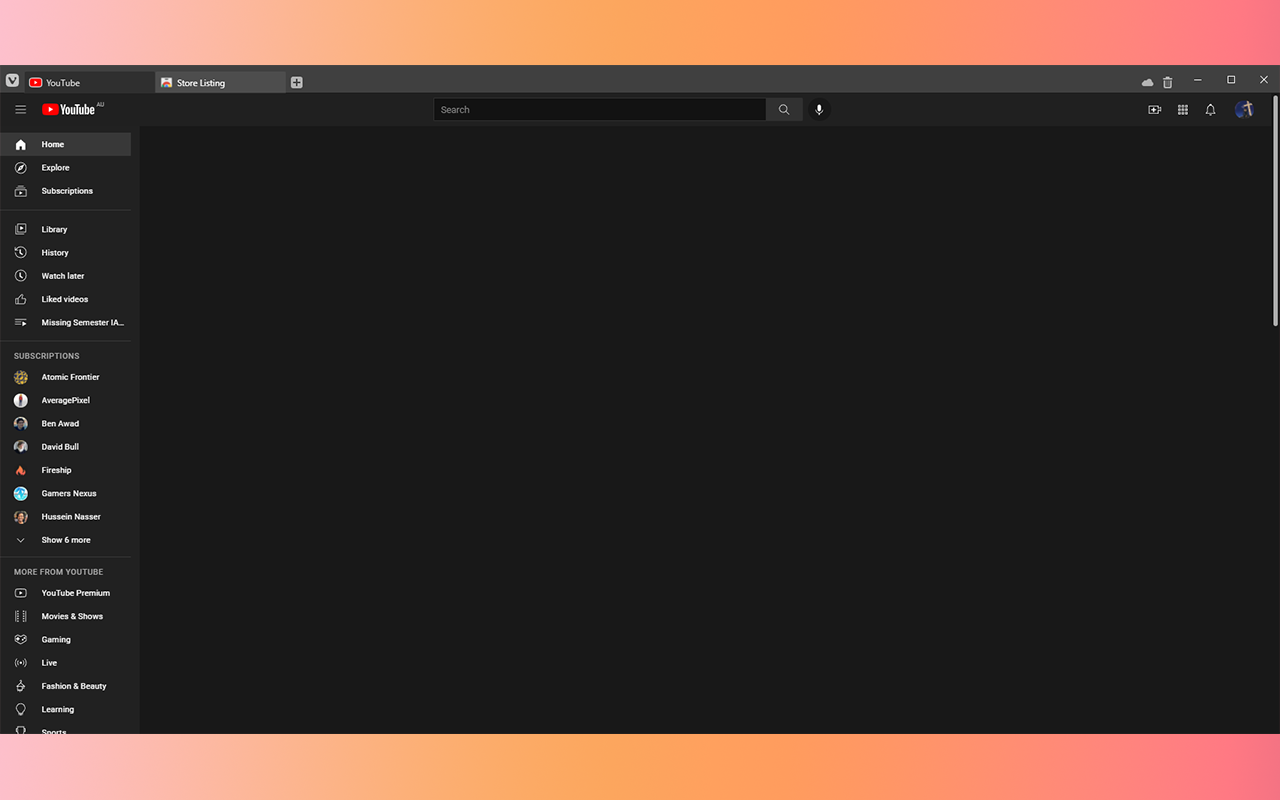 YouTube
Store Listing
YouTube AU
Search
Home
Explore
Subscriptions
Library
History
Watch later
Liked videos
Missing Semester IA...
SUBSCRIPTIONS
Atomic Frontier
AveragePixel
Ben Awad
David Bull
Fireship
Gamers Nexus
Hussein Nasser
Show 6 more
MORE FROM YOUTUBE
YouTube Premium
Movies & Shows
Gaming
Live
Fashion & Beauty
Learning
Sports